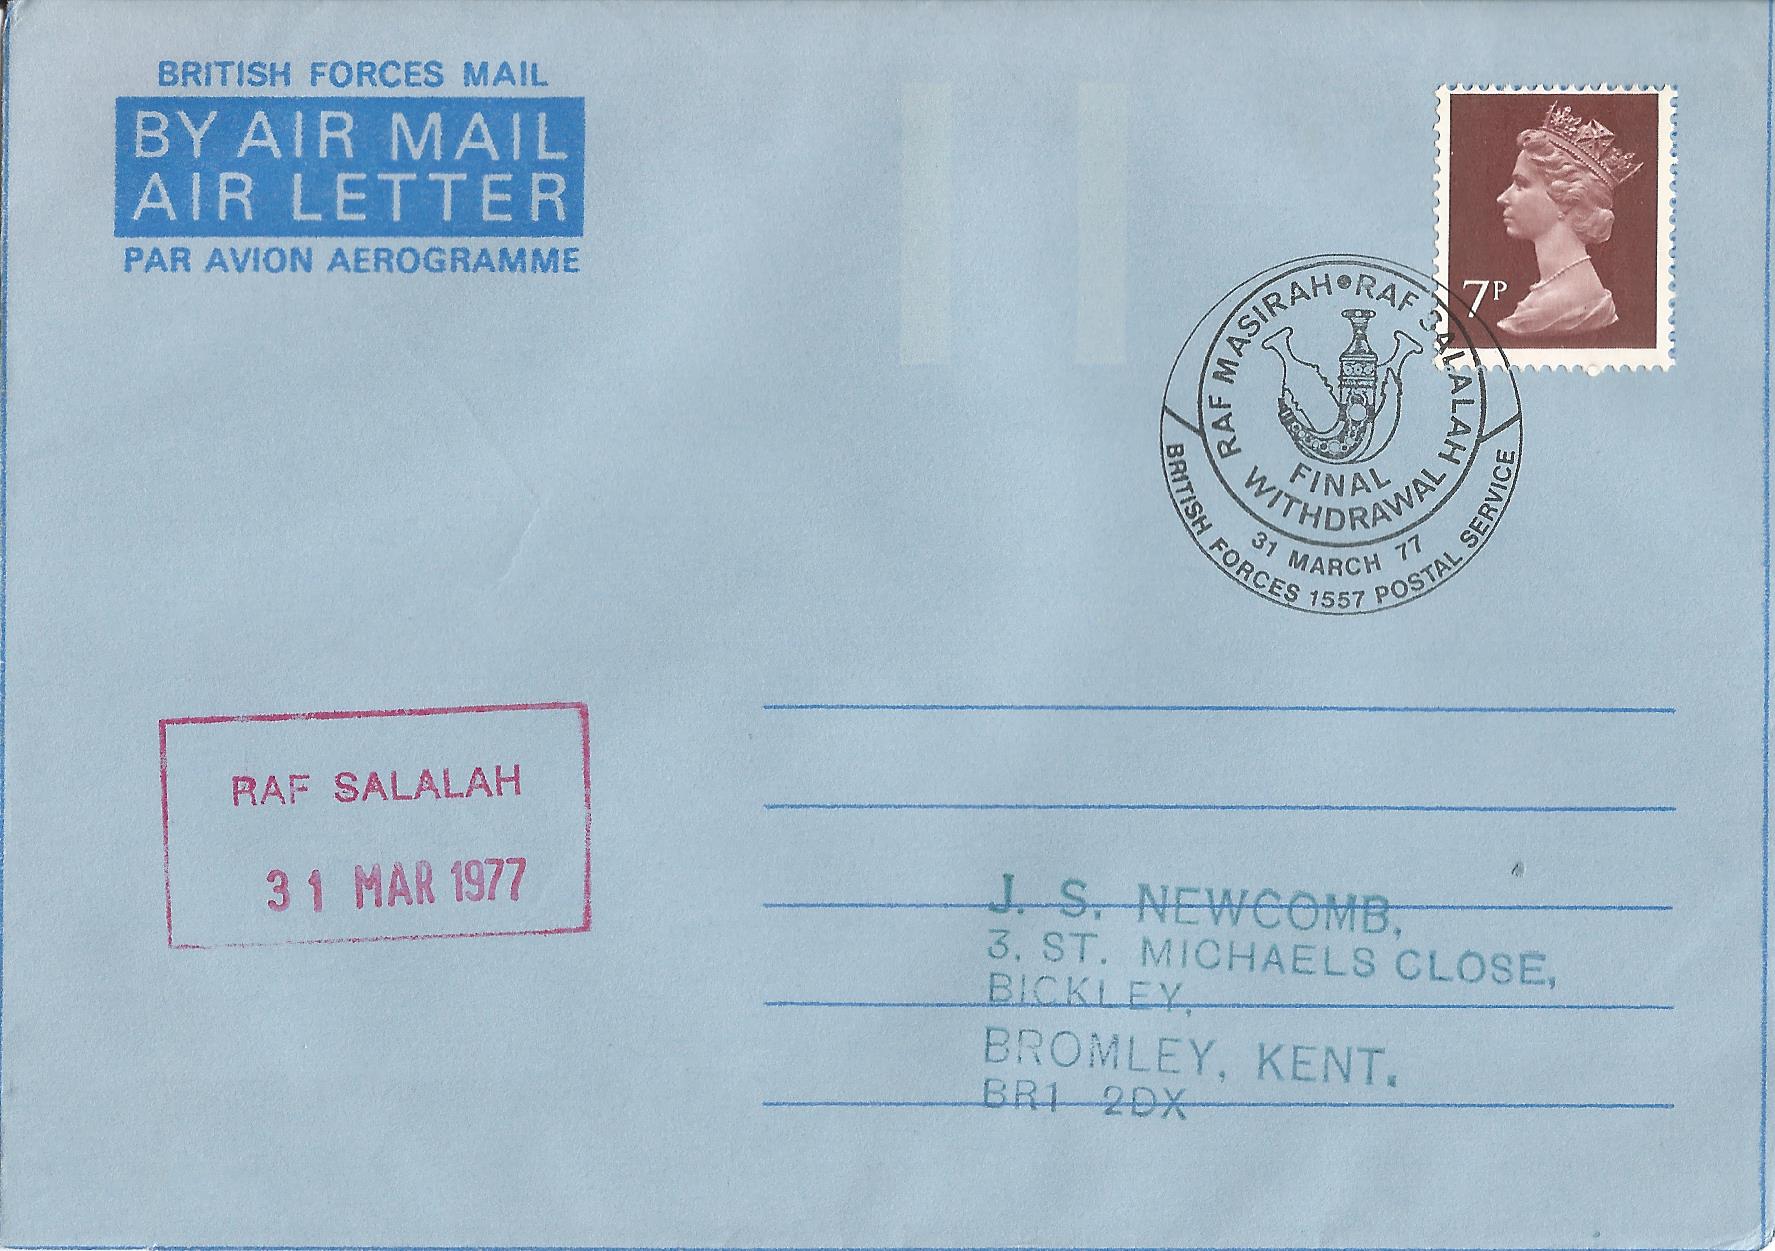 BRITISH FORCES MAIL
BY AIR MAIL
AIR LETTER
PAR AVION AEROGRAMME
7P
RAF MASIRAH • RAF SALALAH
FINAL
WITHDRAWAL
31 MARCH 77
BRITISH FORCES 1557 POSTAL SERVICE
RAF SALALAH
31 MAR 1977
J. S. NEWCOMB,
3, ST. MICHAELS CLOSE,
BICKLEY,
BROMLEY, KENT.
BR1 2DX